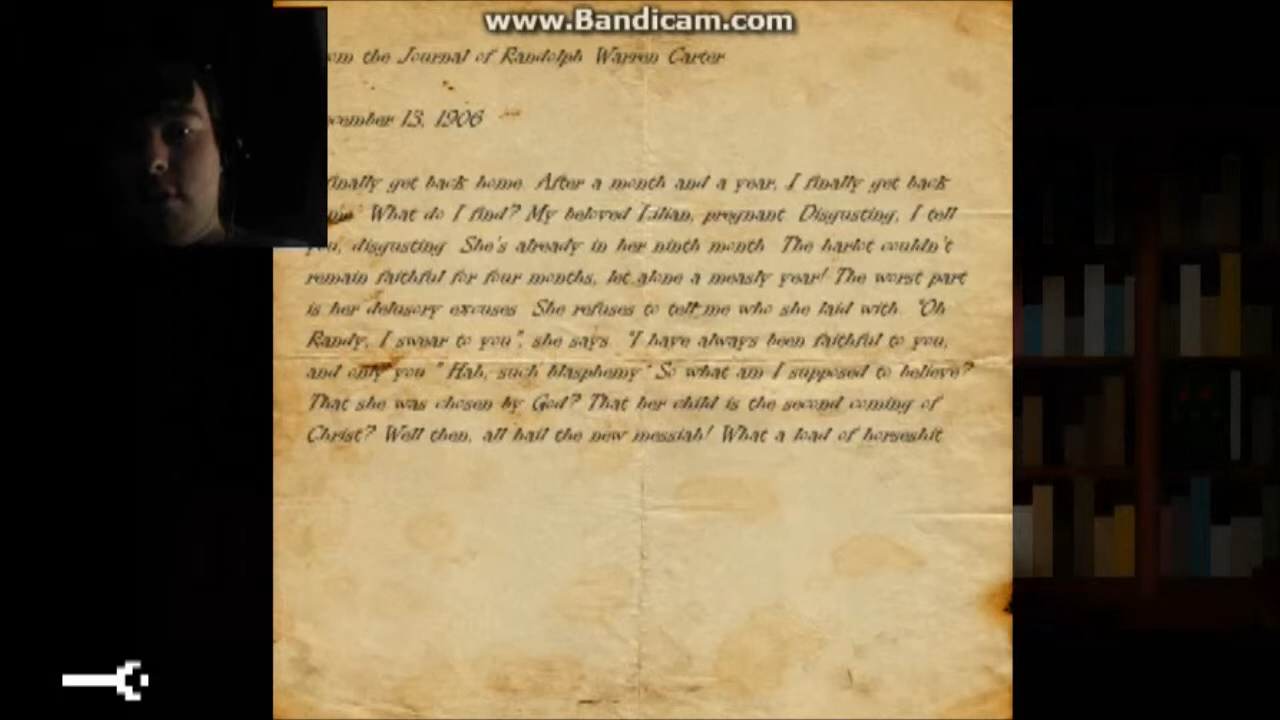 www.Bandicam.com
om the Journal of Randolph Warren Carter
cember 13, 1906
finally get back home. After a month and a year, I finally get back
me. What do I find? My beloved Lilian, pregnant. Disgusting, I tell
you, disgusting. She's already in her ninth month. The harlot couldn't
remain faithful for four months, let alone a measly year! The worst part
is her delusory excuses. She refuses to tell me who she laid with. "Oh
Randy, I swear to you", she says. "I have always been faithful to you,
and only you." Hah, such blasphemy. So what am I supposed to believe?
That she was chosen by God? That her child is the second coming of
Christ? Well then, all hail the new messiah! What a load of horseshit